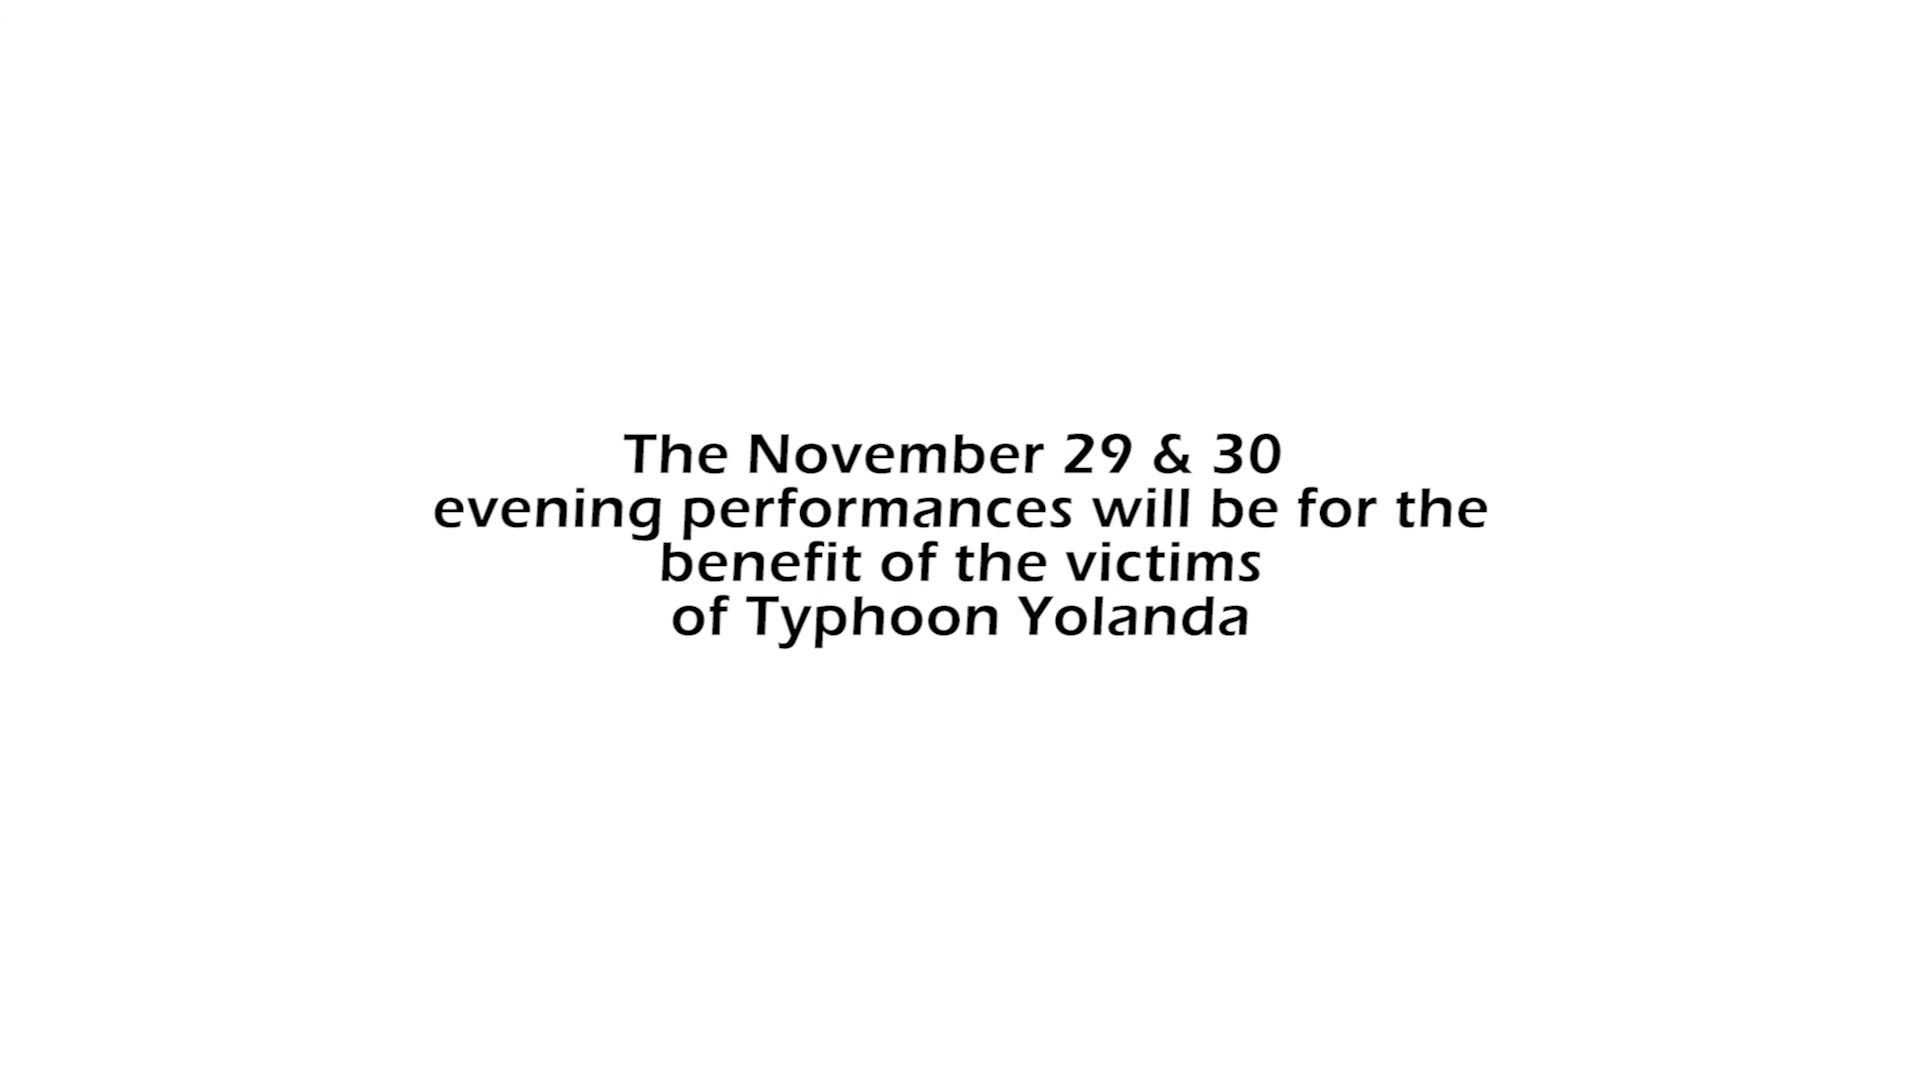 The November 29 & 30
evening performances will be for the
benefit of the victims
of Typhoon Yolanda